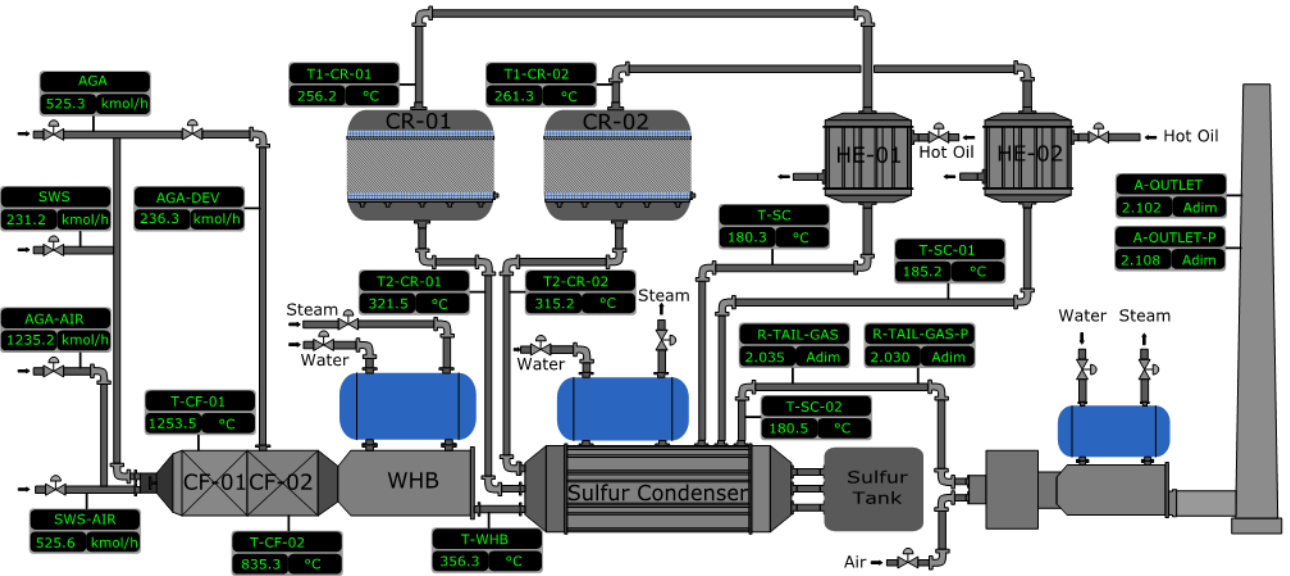 T1-CR-01
256.2 °C
T1-CR-02
261.3 °C
AGA
525.3 kmol/h
CR-01
CR-02
HE-01
Hot Oil
HE-02
Hot Oil
SWS
231.2 kmol/h
AGA-DEV
236.3 kmol/h
A-OUTLET
2.102 Adim
T-SC
180.3 °C
A-OUTLET-P
2.108 Adim
T-SC-01
185.2 °C
T2-CR-01
321.5 °C
T2-CR-02
315.2 °C
Steam
Steam
AGA-AIR
1235.2 kmol/h
Water
Water
R-TAIL-GAS
2.035 Adim
R-TAIL-GAS-P
2.030 Adim
Water
Steam
T-CF-01
1253.5 °C
T-SC-02
180.5 °C
H
CF-01
CF-02
WHB
Sulfur Condenser
Sulfur
Tank
SWS-AIR
525.6 kmol/h
T-CF-02
835.3 °C
T-WHB
356.3 °C
Air